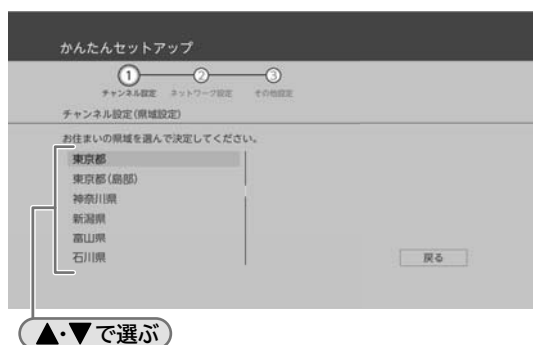 かんたんセットアップ
1 2 3
チャンネル設定 ネットワーク設定 その他設定
チャンネル設定(県域設定)
お住まいの県域を選んで決定してください。
東京都
東京都(島部)
神奈川県
新潟県
富山県
石川県
戻る
▲・▼で選ぶ